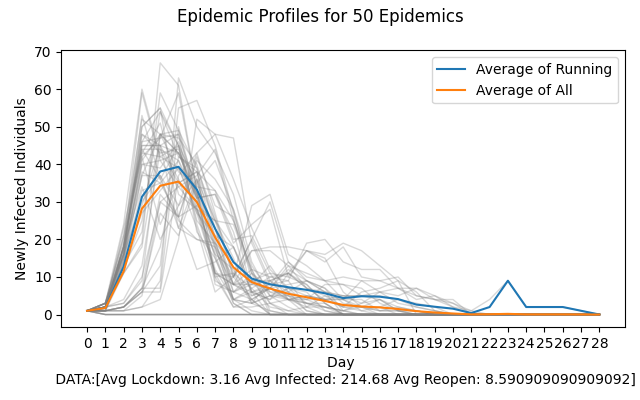 Epidemic Profiles for 50 Epidemics
70
60
50
40
30
20
10
0
Newly Infected Individuals
Average of Running
Average of All
0 1 2 3 4 5 6 7 8 9 10 11 12 13 14 15 16 17 18 19 20 21 22 23 24 25 26 27 28
Day
DATA:[Avg Lockdown: 3.16 Avg Infected: 214.68 Avg Reopen: 8.590909090909092]